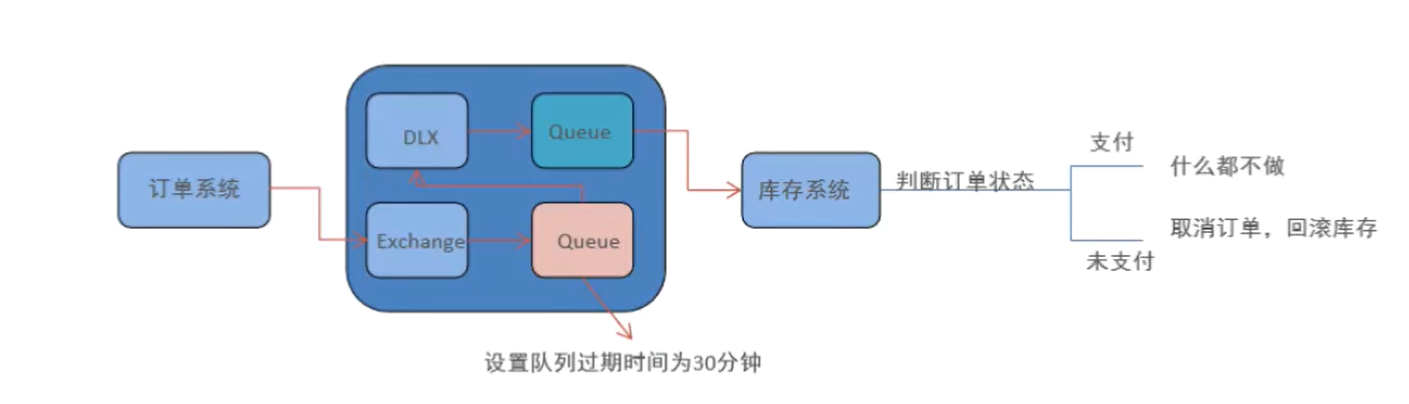 订单系统
DLX
Queue
Exchange
Queue
设置队列过期时间为30分钟
库存系统
判断订单状态
支付
什么都不做
取消订单，回滚库存
未支付